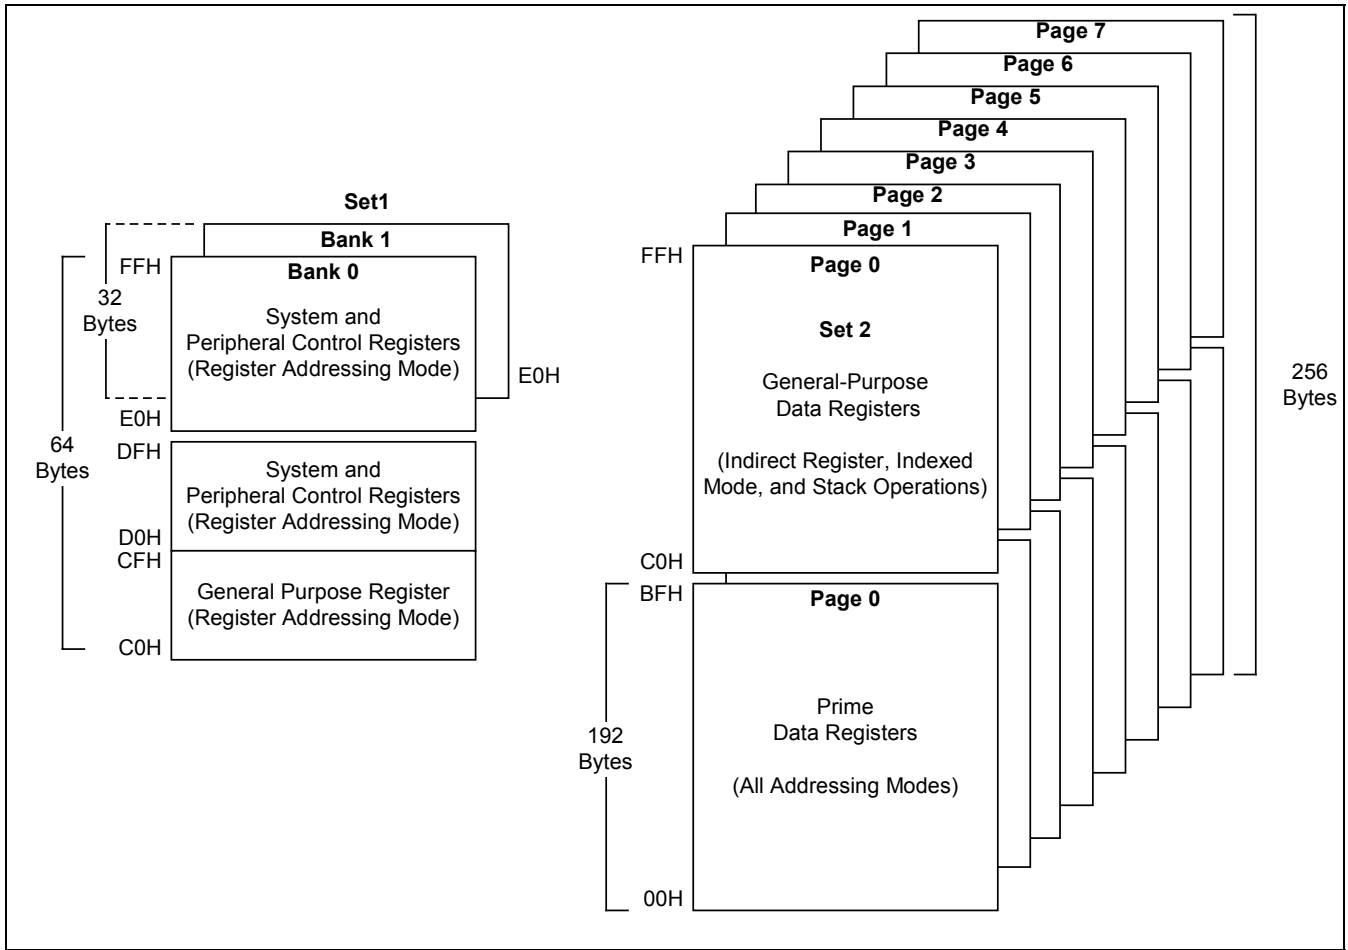 Set1
Bank 1
Bank 0
FFH
32
Bytes
System and
Peripheral Control Registers
(Register Addressing Mode)
E0H
E0H
64
Bytes
DFH
System and
Peripheral Control Registers
(Register Addressing Mode)
D0H
CFH
General Purpose Register
(Register Addressing Mode)
C0H
Page 7
Page 6
Page 5
Page 4
Page 3
Page 2
Page 1
FFH
Page 0
Set 2
General-Purpose
Data Registers
(Indirect Register, Indexed
Mode, and Stack Operations)
256
Bytes
C0H
BFH
Page 0
192
Bytes
Prime
Data Registers
(All Addressing Modes)
00H